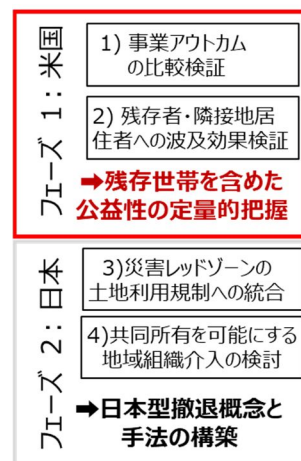 フェーズ 1：米国
1) 事業アウトカム
の比較検証
2) 残存者・隣接地居
住者への波及効果検証
➡残存世帯を含めた
公益性の定量的把握
フェーズ 2：日本
3)災害レッドゾーンの
土地利用規制への統合
4)共同所有を可能にする
地域組織介入の検討
➡日本型撤退概念と
手法の構築